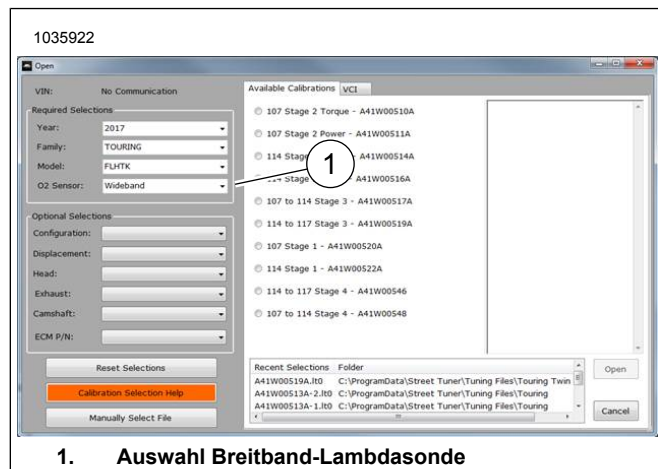 1035922
Open
VIN: No Communication
Required Selections
Year: 2017
Family: TOURING
Model: FLHTK
O2 Sensor: Wideband
Optional Selections
Configuration:
Displacement:
Head:
Exhaust:
Camshaft:
ECM P/N:
Reset Selections
Calibration Selection Help
Manually Select File
Available Calibrations VCI
107 Stage 2 Torque - A41W00510A
107 Stage 2 Power - A41W00511A
114 Stage - A41W00514A
114 Stage - A41W00516A
107 to 114 Stage 3 - A41W00517A
114 to 117 Stage 3 - A41W00519A
107 Stage 1 - A41W00520A
114 Stage 1 - A41W00522A
114 to 117 Stage 4 - A41W00546
107 to 114 Stage 4 - A41W00548
1
Recent Selections Folder
A41W00519A.lt0 C:\ProgramData\Street Tuner\Tuning Files\Touring Twin
A41W00513A-2.lt0 C:\ProgramData\Street Tuner\Tuning Files\Touring
A41W00513A-1.lt0 C:\ProgramData\Street Tuner\Tuning Files\Touring
Open
Cancel
1. Auswahl Breitband-Lambdasonde